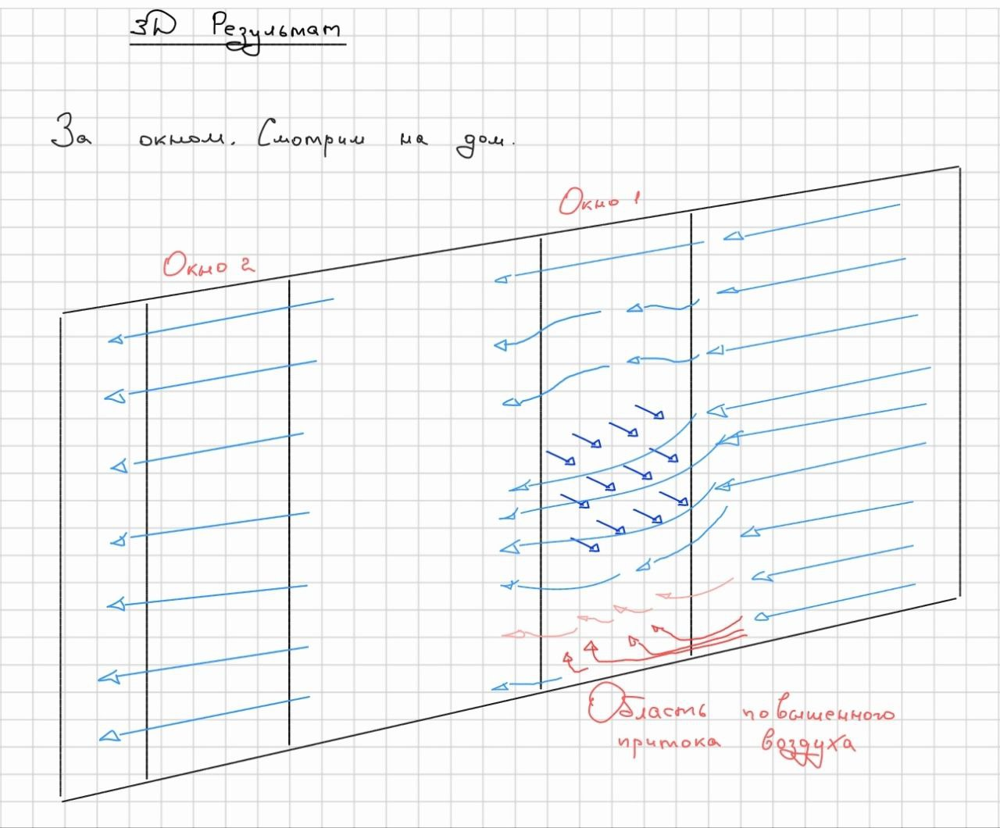 3D Результат
За окном. Смотрим на дом.
Окно 1
Окно 2
Область повышенного
притока воздуха